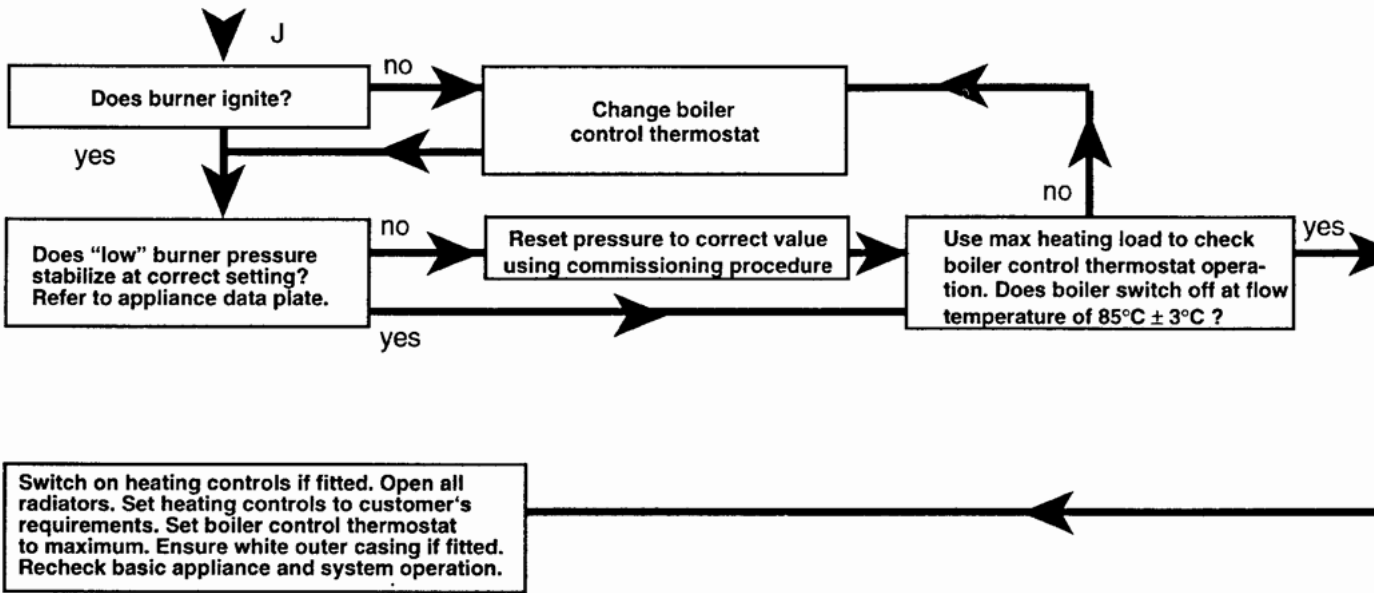 J
Does burner ignite?
no
Change boiler
control thermostat
yes
no
Does “low” burner pressure
stabilize at correct setting?
Refer to appliance data plate.
no
Reset pressure to correct value
using commissioning procedure
Use max heating load to check
boiler control thermostat opera-
tion. Does boiler switch off at flow
temperature of 85°C ± 3°C ?
yes
yes
Switch on heating controls if fitted. Open all
radiators. Set heating controls to customer‘s
requirements. Set boiler control thermostat
to maximum. Ensure white outer casing if fitted.
Recheck basic appliance and system operation.